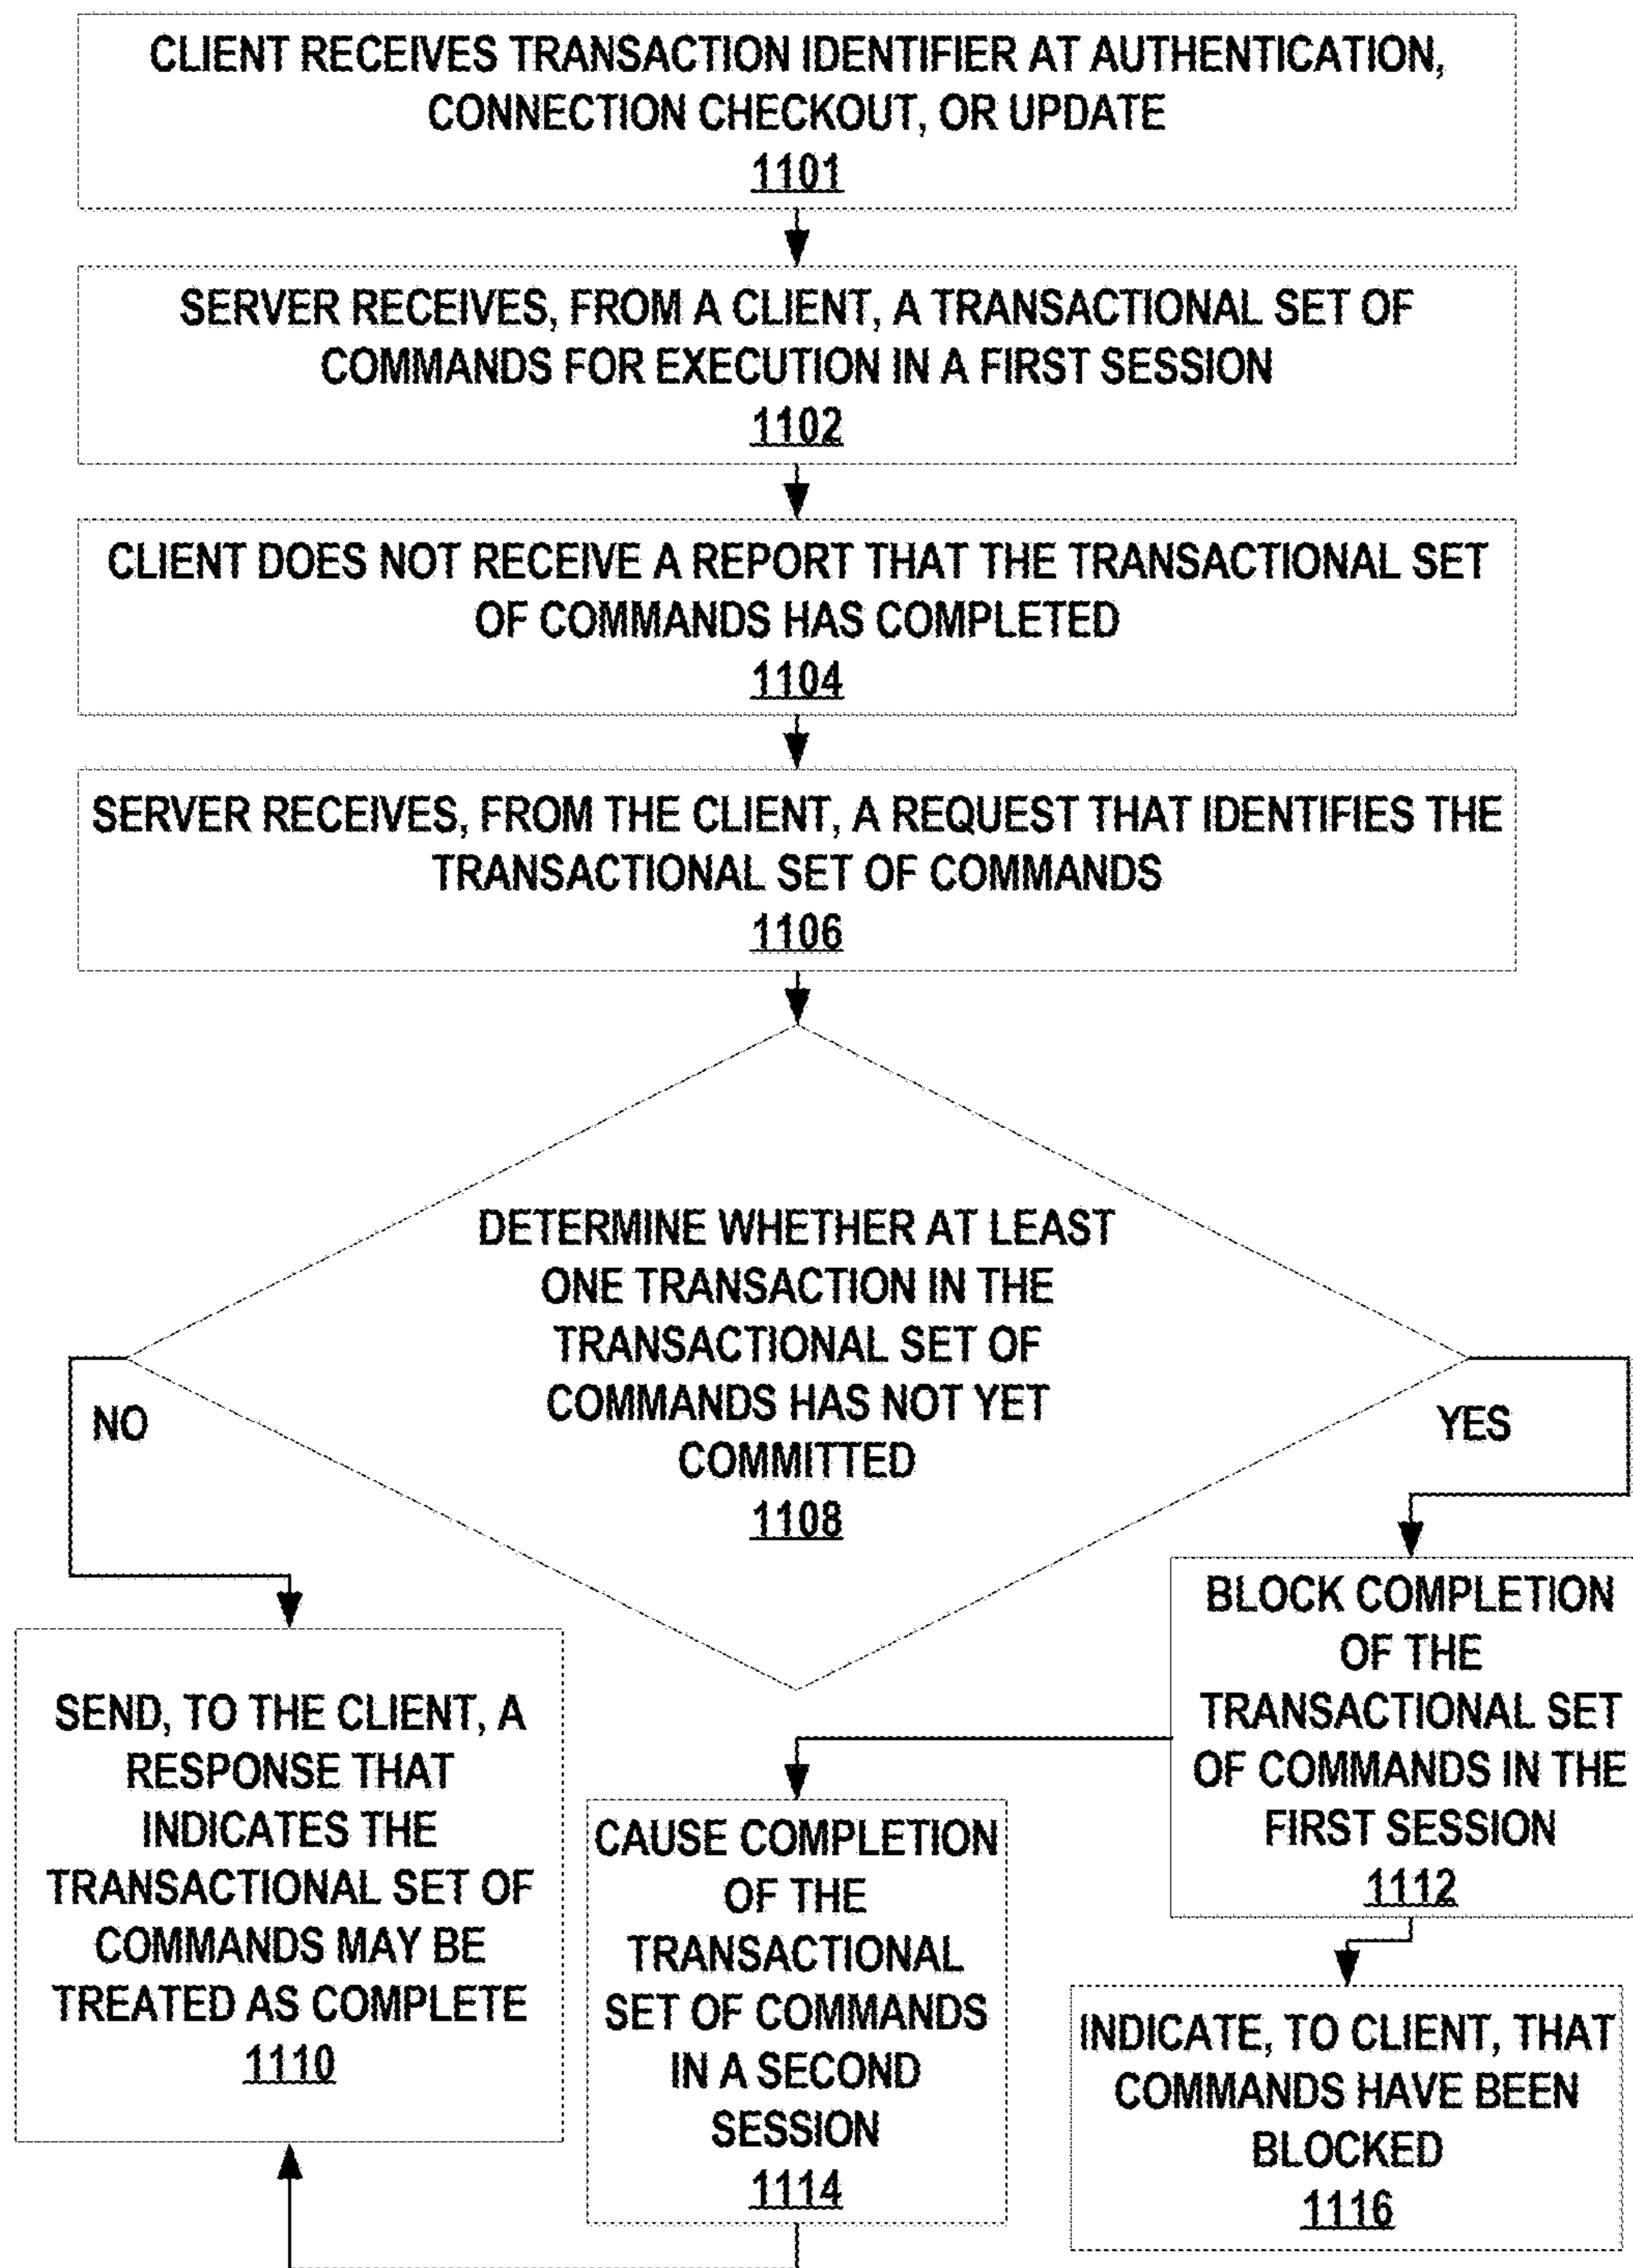 CLIENT RECEIVES TRANSACTION IDENTIFIER AT AUTHENTICATION,
CONNECTION CHECKOUT, OR UPDATE
1101
SERVER RECEIVES, FROM A CLIENT, A TRANSACTIONAL SET OF
COMMANDS FOR EXECUTION IN A FIRST SESSION
1102
CLIENT DOES NOT RECEIVE A REPORT THAT THE TRANSACTIONAL SET
OF COMMANDS HAS COMPLETED
1104
SERVER RECEIVES, FROM THE CLIENT, A REQUEST THAT IDENTIFIES THE
TRANSACTIONAL SET OF COMMANDS
1106
DETERMINE WHETHER AT LEAST
ONE TRANSACTION IN THE
TRANSACTIONAL SET OF
COMMANDS HAS NOT YET
COMMITTED
1108
NO
YES
SEND, TO THE CLIENT, A
RESPONSE THAT
INDICATES THE
TRANSACTIONAL SET OF
COMMANDS MAY BE
TREATED AS COMPLETE
1110
BLOCK COMPLETION
OF THE
TRANSACTIONAL SET
OF COMMANDS IN THE
FIRST SESSION
1112
CAUSE COMPLETION
OF THE
TRANSACTIONAL
SET OF COMMANDS
IN A SECOND
SESSION
1114
INDICATE, TO CLIENT, THAT
COMMANDS HAVE BEEN
BLOCKED
1116